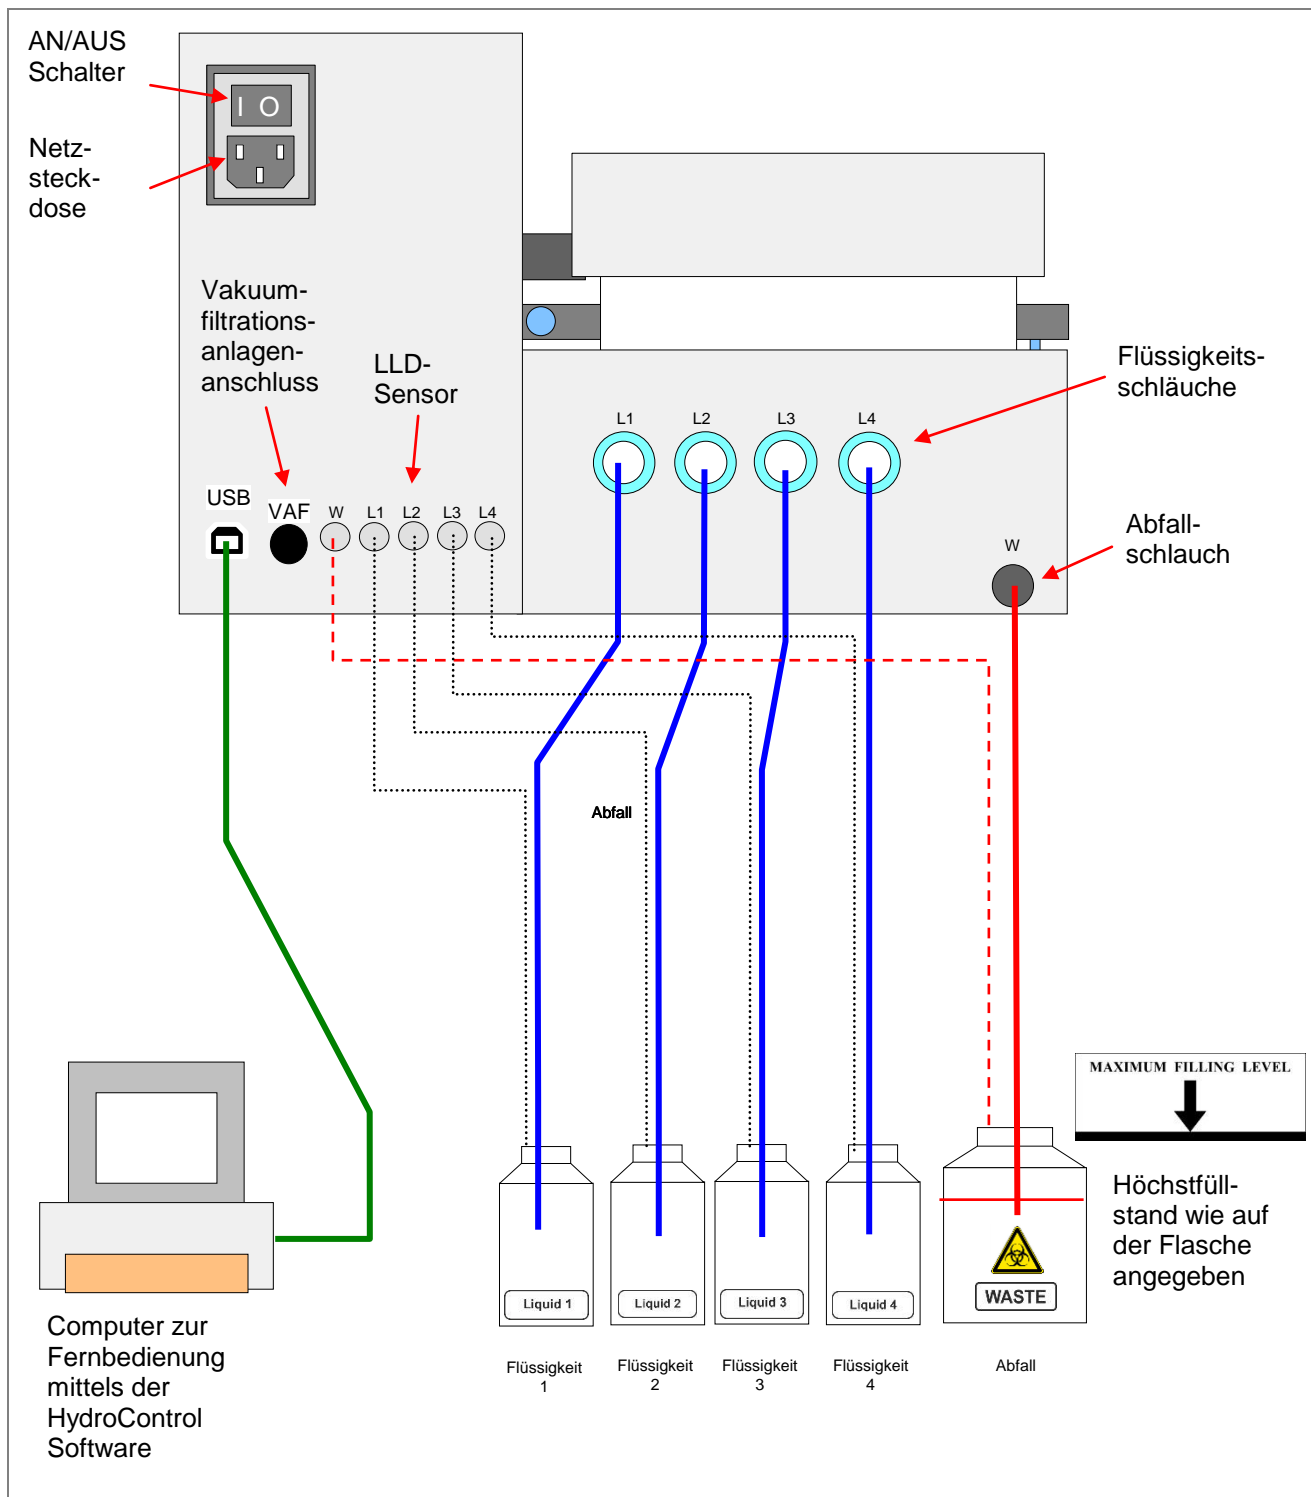 AN/AUS
Schalter
I O
Netz-
steck-
dose
Vakuum-
filtrations-
anlagen-
anschluss
LLD-
Sensor
Flüssigkeits-
schläuche
L1 L2 L3 L4
USB
VAF
W L1 L2 L3 L4
Abfall-
schlauch
W
Abfall
MAXIMUM FILLING LEVEL
Höchstfüll-
stand wie auf
der Flasche
angegeben
Liquid 1
Liquid 2
Liquid 3
Liquid 4
WASTE
Computer zur
Fernbedienung
mittels der
HydroControl
Software
Flüssigkeit
1
Flüssigkeit
2
Flüssigkeit
3
Flüssigkeit
4
Abfall